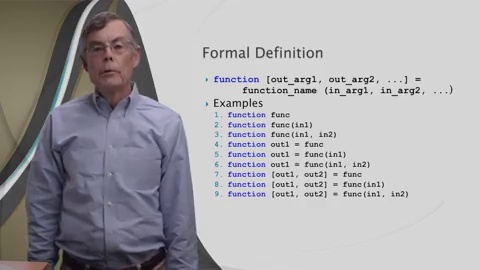 Formal Definition
function [out_arg1, out_arg2, ...] =
function_name (in_arg1, in_arg2, ...)
Examples
1. function func
2. function func(in1)
3. function func(in1, in2)
4. function out1 = func
5. function out1 = func(in1)
6. function out1 = func(in1, in2)
7. function [out1, out2] = func
8. function [out1, out2] = func(in1)
9. function [out1, out2] = func(in1, in2)